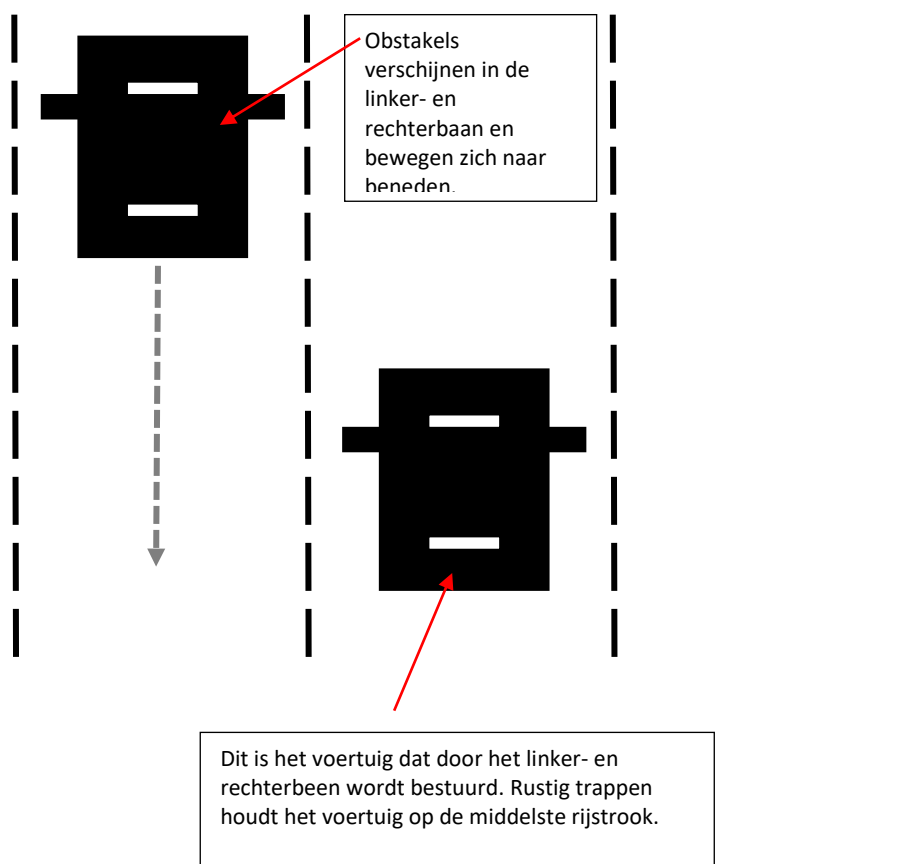 Obstakels
verschijnen in de
linker- en
rechterbaan en
bewegen zich naar
beneden.
Dit is het voertuig dat door het linker- en
rechterbeen wordt bestuurd. Rustig trappen
houdt het voertuig op de middelste rijstrook.